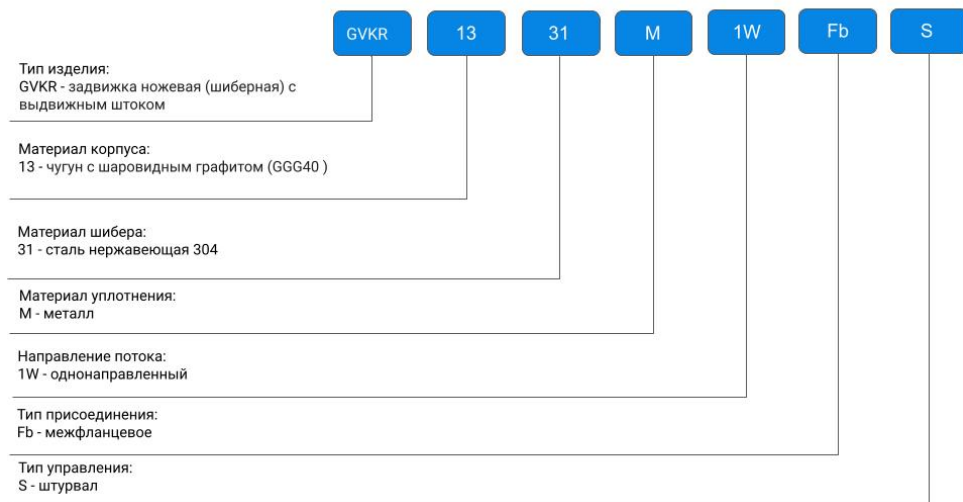 GVKR 13 31 M 1W Fb S
Тип изделия:
GVKR - задвижка ножевая (шиберная) с
выдвижным штоком
Материал корпуса:
13 - чугун с шаровидным графитом (GGG40 )
Материал шибера:
31 - сталь нержавеющая 304
Материал уплотнения:
М - металл
Направление потока:
1W - однонаправленный
Тип присоединения:
Fb - межфланцевое
Тип управления:
S - штурвал